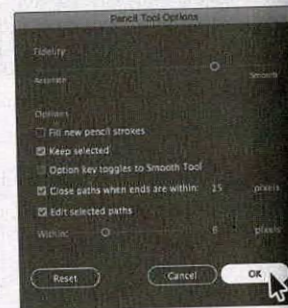 Pencil Tool Options
Fidelity
Accurate Smooth
Options
Fill new pencil strokes
Keep selected
Option key toggles to Smooth Tool
Close paths when ends are within: 15 pixels
Edit selected paths
Within: 6 pixels
Reset Cancel OK